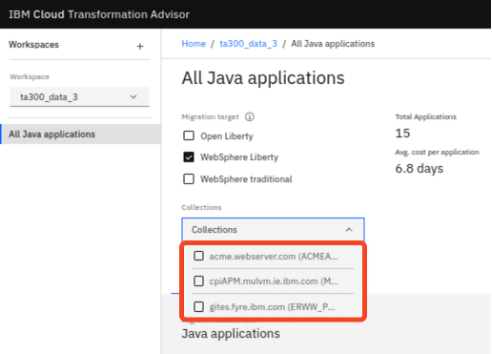 IBM Cloud Transformation Advisor
Workspaces +
Home / ta300_data_3 / All Java applications
All Java applications
Workspace
ta300_data_3
All Java applications
Migration target
Open Liberty
WebSphere Liberty
WebSphere traditional
Total Applications
15
Avg. cost per application
6.8 days
Collections
Collections
acme.webserver.com (ACMEA...
cpiAPM.mulvm.ie.ibm.com (M...
gites.fyre.ibm.com (ERWW_P...
Java applications